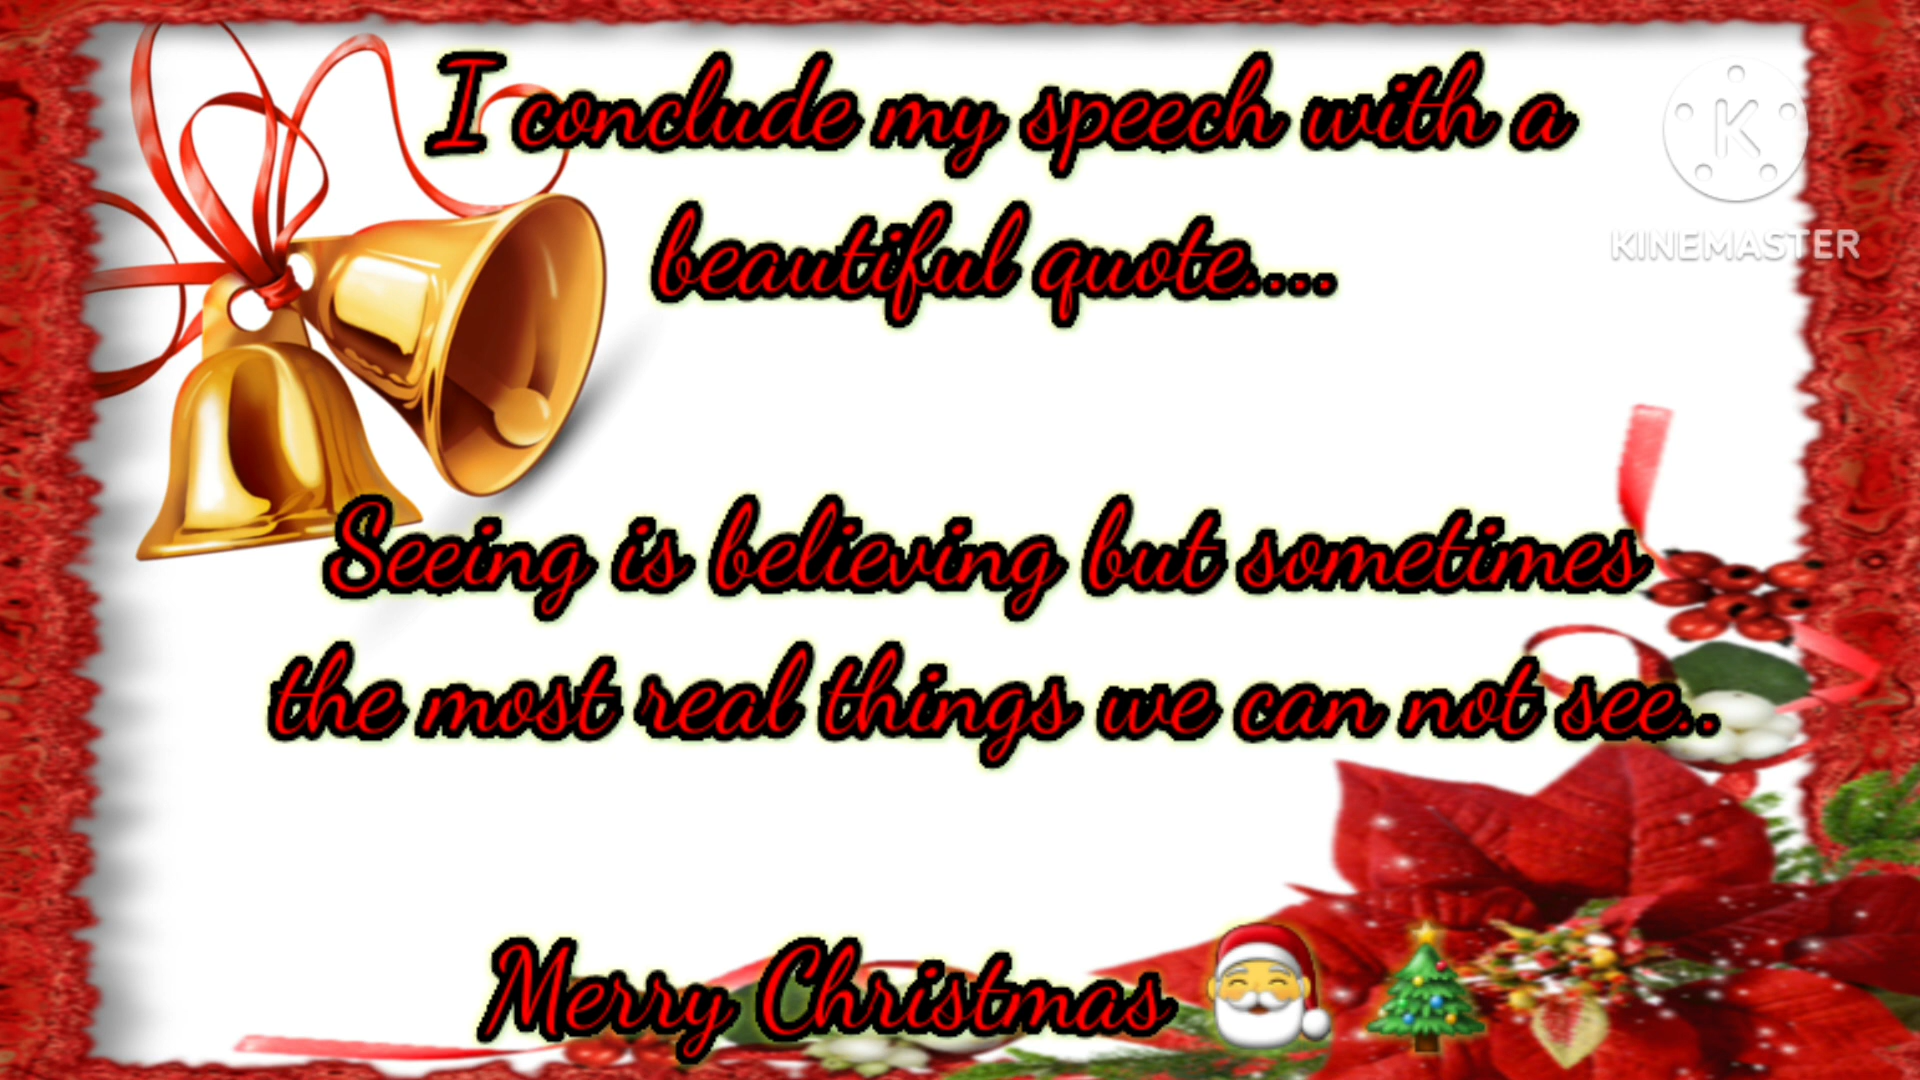 I conclude my speech with a
beautiful quote....
K
KINEMASTER
Seeing is believing but sometimes
the most real things we can not see..
Merry Christmas 🎅 🎄